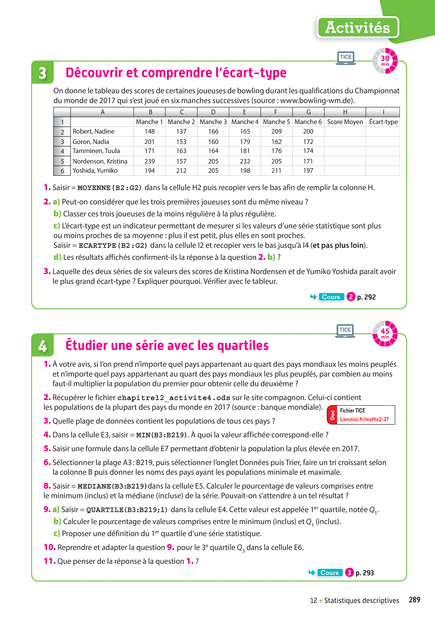 Activités
TICE
30
min
3 Découvrir et comprendre l'écart-type
On donne le tableau des scores de certaines joueuses de bowling durant les qualifications du Championnat
du monde de 2017 qui s'est joué en six manches successives (source : www.bowling-wm.de).
A B C D E F G H I
1 Manche 1 Manche 2 Manche 3 Manche 4 Manche 5 Manche 6 Score Moyen Écart-type
2 Robert, Nadine 148 137 166 165 209 200
3 Goron, Nadia 201 153 160 179 162 172
4 Tamminen, Tuula 171 163 164 181 176 174
5 Nordenson, Kristina 239 157 205 232 205 171
6 Yoshida, Yumiko 194 212 205 198 211 197
1. Saisir = MOYENNE(B2:G2) dans la cellule H2 puis recopier vers le bas afin de remplir la colonne H.
2. a) Peut-on considérer que les trois premières joueuses sont du même niveau ?
b) Classer ces trois joueuses de la moins régulière à la plus régulière.
c) L'écart-type est un indicateur permettant de mesurer si les valeurs d'une série statistique sont plus
ou moins proches de sa moyenne : plus il est petit, plus elles en sont proches.
Saisir = ECARTYPE(B2:G2) dans la cellule I2 et recopier vers le bas jusqu'à I4 (et pas plus loin).
d) Les résultats affichés confirment-ils la réponse à la question 2. b) ?
3. Laquelle des deux séries de six valeurs des scores de Kristina Nordensen et de Yumiko Yoshida paraît avoir
le plus grand écart-type ? Expliquer pourquoi. Vérifier avec le tableur.
Cours 2 p. 292
TICE
45
min
4 Étudier une série avec les quartiles
1. À votre avis, si l'on prend n'importe quel pays appartenant au quart des pays mondiaux les moins peuplés
et n'importe quel pays appartenant au quart des pays mondiaux les plus peuplés, par combien au moins
faut-il multiplier la population du premier pour obtenir celle du deuxième ?
2. Récupérer le fichier chapitre12_activite4.ods sur le site compagnon. Celui-ci contient
les populations de la plupart des pays du monde en 2017 (source : banque mondiale).
Doc
Fichier TICE
Lienmini.fr/maths2-37
3. Quelle plage de données contient les populations de tous ces pays ?
4. Dans la cellule E3, saisir = MIN(B3:B219). À quoi la valeur affichée correspond-elle ?
5. Saisir une formule dans la cellule E7 permettant d'obtenir la population la plus élevée en 2017.
6. Sélectionner la plage A3 : B219, puis sélectionner l'onglet Données puis Trier, faire un tri croissant selon
la colonne B puis donner les noms des pays ayant les populations minimale et maximale.
8. Saisir = MEDIANE(B3:B219) dans la cellule E5. Calculer le pourcentage de valeurs comprises entre
le minimum (inclus) et la médiane (incluse) de la série. Pouvait-on s'attendre à un tel résultat ?
9. a) Saisir = QUARTILE(B3:B219;1) dans la cellule E4. Cette valeur est appelée 1er quartile, notée Q1.
b) Calculer le pourcentage de valeurs comprises entre le minimum (inclus) et Q1 (inclus).
c) Proposer une définition du 1er quartile d'une série statistique.
10. Reprendre et adapter la question 9. pour le 3e quartile Q3 dans la cellule E6.
11. Que penser de la réponse à la question 1. ?
Cours 3 p. 293
12 • Statistiques descriptives 289